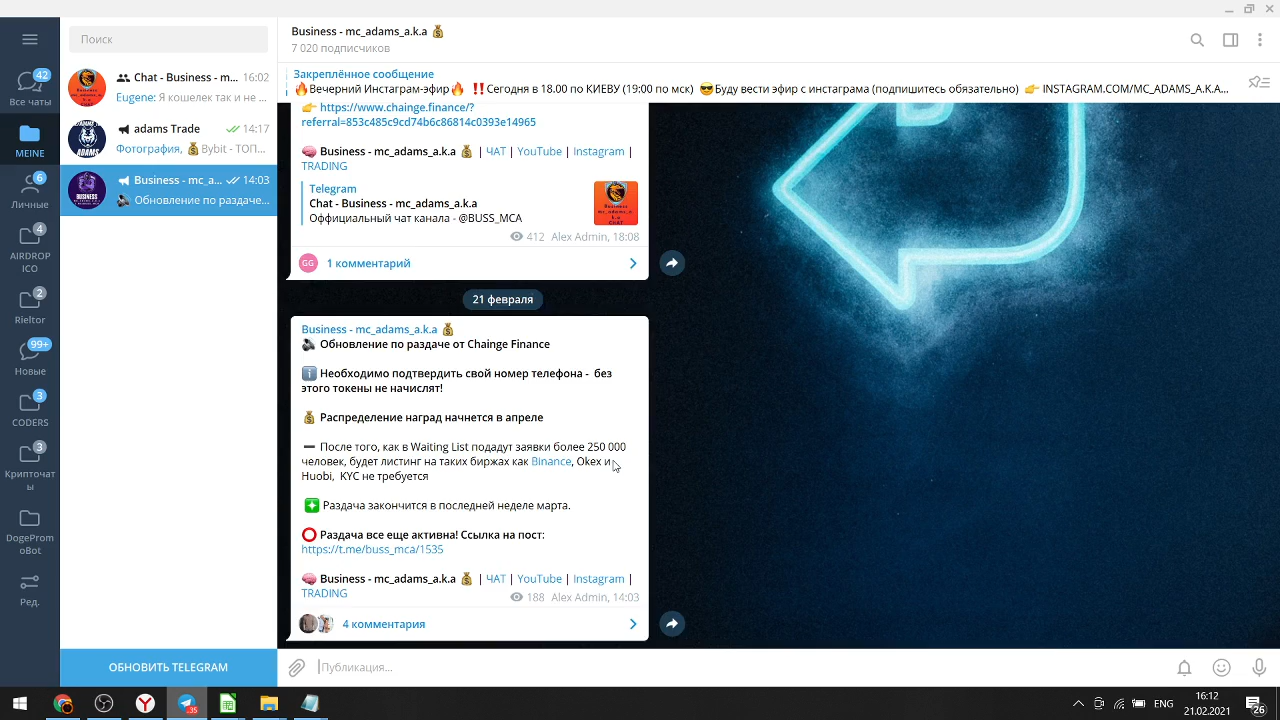 Поиск
Business - mc_adams_a.k.a 💰
7 020 подписчиков
Закреплённое сообщение
🔥Вечерний Инстаграм-эфир🔥 ‼️Сегодня в 18.00 по КИЕВУ (19:00 по мск) 😎Буду вести эфир с инстаграма (подпишитесь обязательно) 👉 INSTAGRAM.COM/MC_ADAMS_A.K.A...
42
Все чаты
MEINE
6
Личные
4
AIRDROP
ICO
2
Rieltor
99+
Новые
3
CODERS
3
Крипточат
ы
DogeProm
oBot
Ред.
Chat - Business - m... 16:02
Eugene: Я кошелек так и не ...
adams Trade 14:17
Фотография, 💰 Bybit - ТОП...
Business - mc_a... 14:03
Обновление по раздаче...
ОБНОВИТЬ TELEGRAM
👉 https://www.chainge.finance/?
referral=853c485c9cd74b6c86814c0393e14965
🧠 Business - mc_adams_a.k.a 💰 | ЧАТ | YouTube | Instagram |
TRADING
Telegram
Chat - Business - mc_adams_a.k.a
Оффициальный чат канала - @BUSS_MCA
412 Alex Admin, 18:08
GG 1 комментарий
21 февраля
Business - mc_adams_a.k.a 💰
Обновление по раздаче от Chainge Finance
ℹ️ Необходимо подтвердить свой номер телефона - без
этого токены не начислят!
💰 Распределение наград начнется в апреле
➖ После того, как в Waiting List подадут заявки более 250 000
человек, будет листинг на таких биржах как Binance, Okex и
Huobi, KYC не требуется
Раздача закончится в последней неделе марта.
⭕ Раздача все еще активна! Ссылка на пост:
https://t.me/buss_mca/1535
🧠 Business - mc_adams_a.k.a 💰 | ЧАТ | YouTube | Instagram |
TRADING
188 Alex Admin, 14:03
4 комментария
Публикация...
35
ENG
16:12
21.02.2021
26